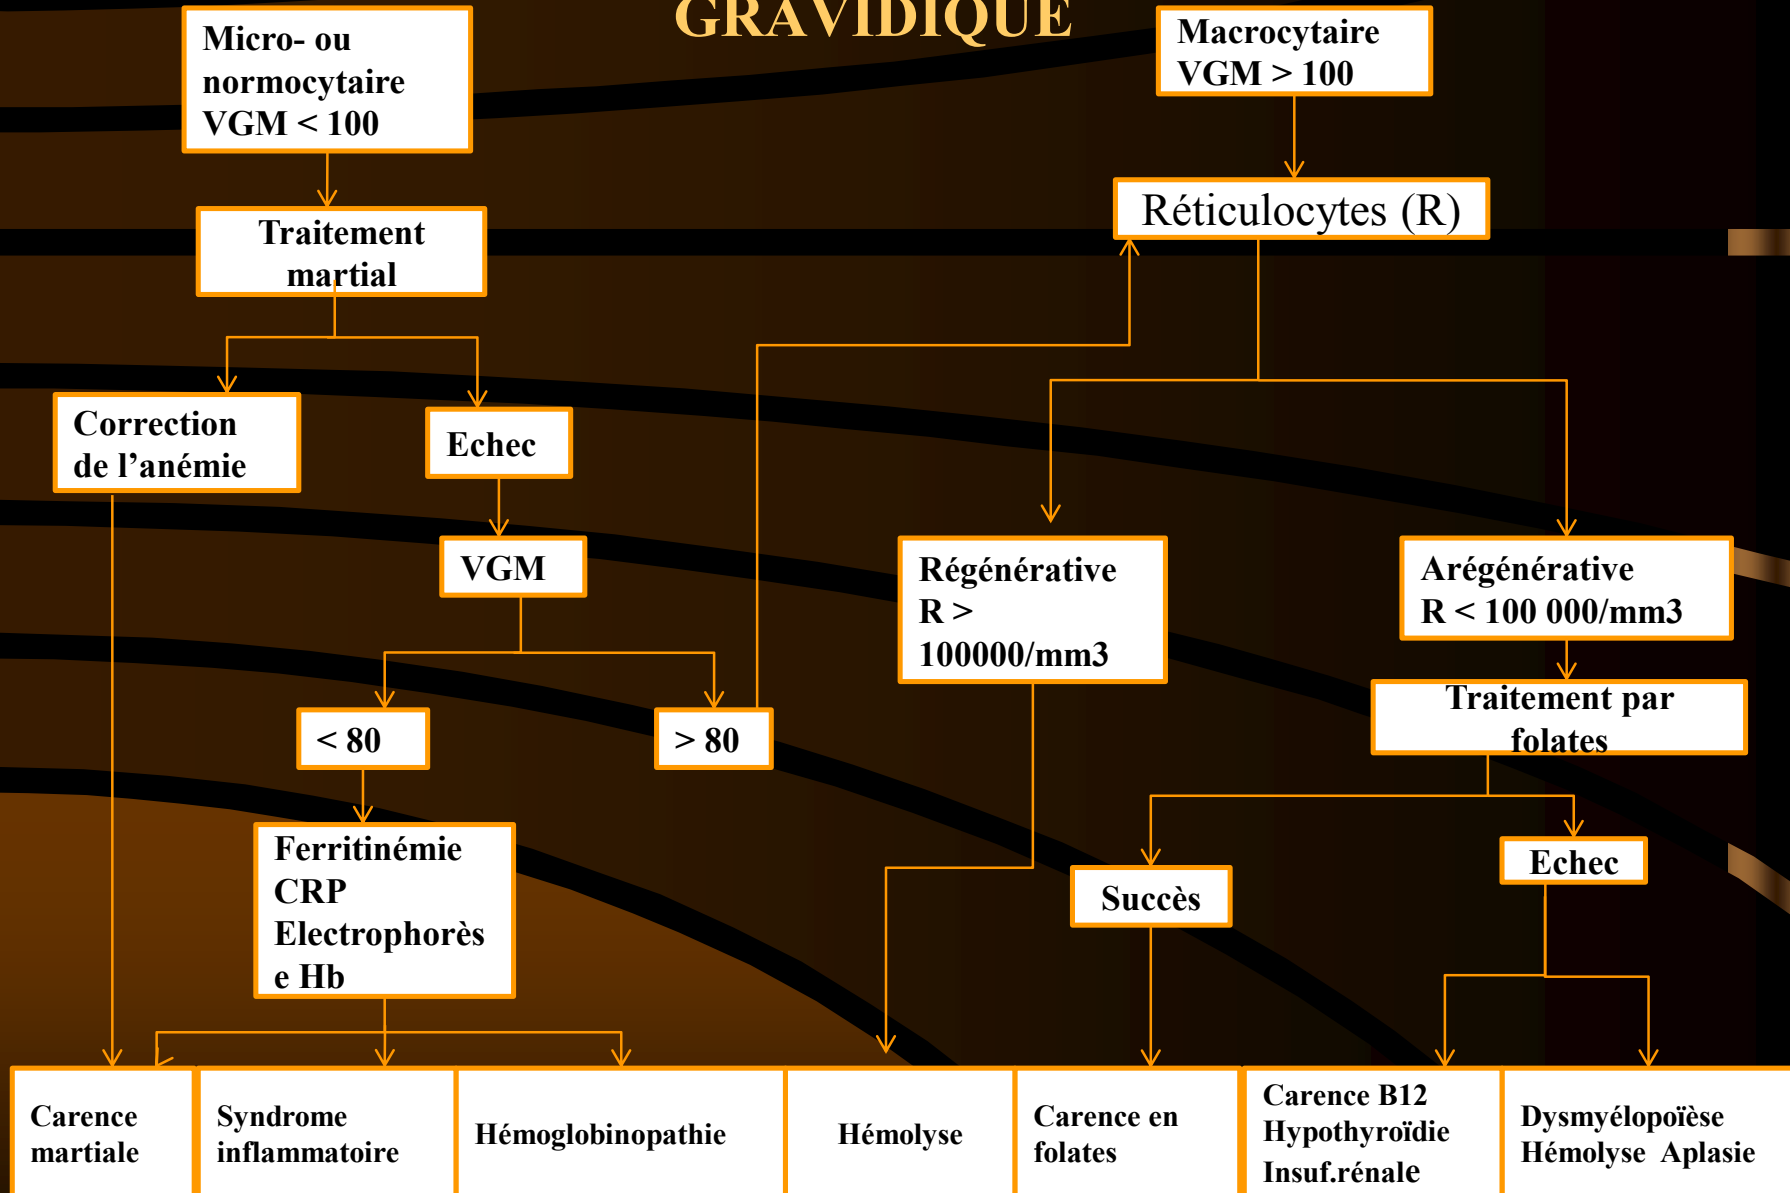 GRAVIDIQUE
Micro- ou
normocytaire
VGM < 100
Macrocytaire
VGM > 100
Traitement
martial
Réticulocytes (R)
Correction
de l’anémie
Echec
VGM
Régénérative
R >
100000/mm3
Arégénérative
R < 100 000/mm3
< 80
> 80
Traitement par
folates
Ferritinémie
CRP
Electrophorès
e Hb
Succès
Echec
Carence
martiale
Syndrome
inflammatoire
Hémoglobinopathie
Hémolyse
Carence en
folates
Carence B12
Hypothyroïdie
Insuf.rénale
Dysmyélopoïèse
Hémolyse Aplasie